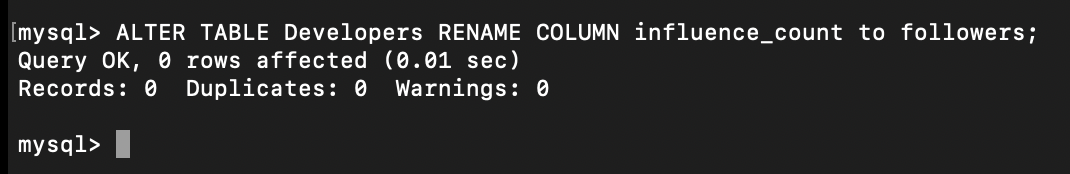 [mysql> ALTER TABLE Developers RENAME COLUMN influence_count to followers;
Query OK, 0 rows affected (0.01 sec)
Records: 0  Duplicates: 0  Warnings: 0
mysql>